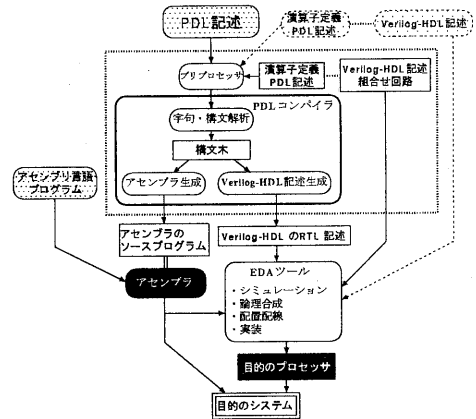 PDL記述
演算子定義
PDL記述
Verilog-HDL記述
プリプロセッサ
演算子定義
PDL記述
Verilog-HDL記述
組合せ回路
PDLコンパイラ
字句・構文解析
構文木
アセンブラ生成
Verilog-HDL記述生成
アセンブリ言語
プログラム
アセンブラの
ソースプログラム
Verilog-HDL のRTL 記述
アセンブラ
EDAツール
・シミュレーション
・論理合成
・配置配線
・実装
目的のプロセッサ
目的のシステム